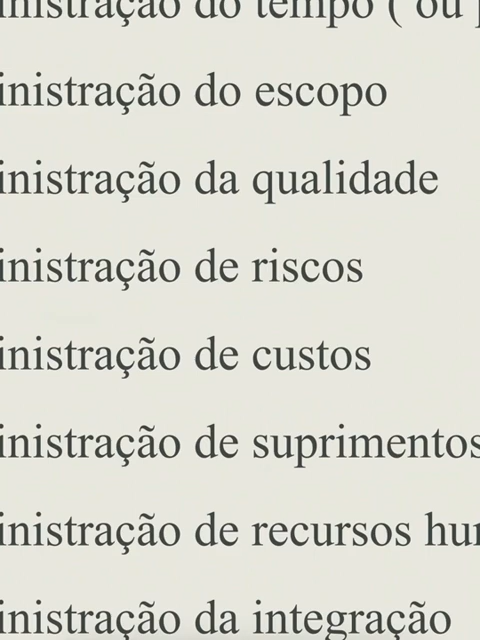 inistração do tempo ( ou
inistração do escopo
inistração da qualidade
inistração de riscos
inistração de custos
inistração de suprimentos
inistração de recursos hu
inistração da integração